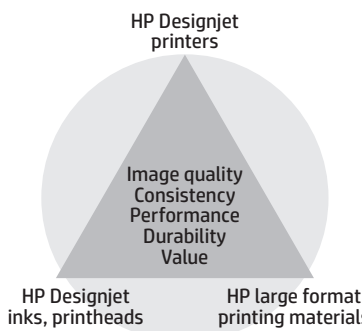 HP Designjet
printers
Image quality
Consistency
Performance
Durability
Value
HP Designjet
inks, printheads
HP large format
printing materials